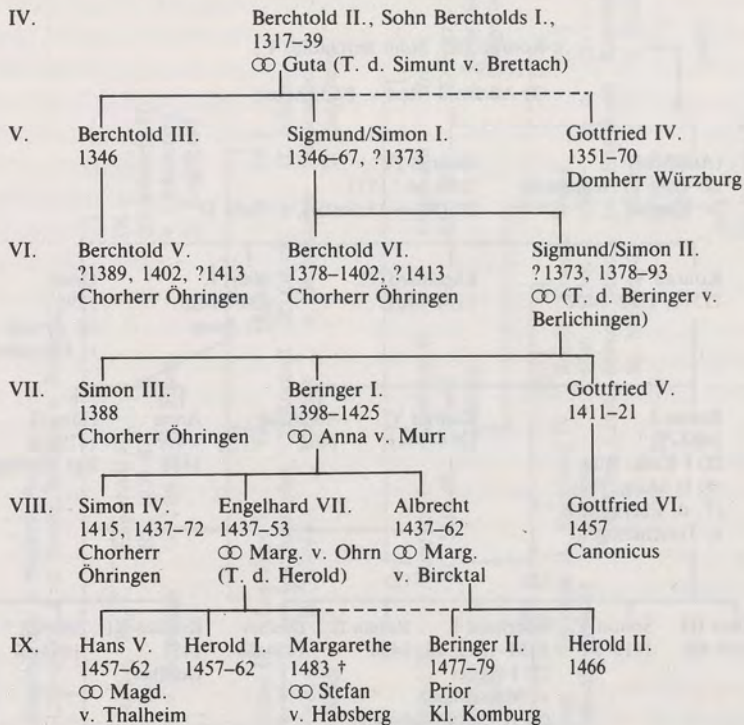 IV. Berchtold II., Sohn Berchtolds I.,
1317–39
⚭ Guta (T. d. Simunt v. Brettach)
V. Berchtold III. Sigmund/Simon I. Gottfried IV.
1346 1346–67, ?1373 1351–70
Domherr Würzburg
VI. Berchtold V. Berchtold VI. Sigmund/Simon II.
?1389, 1402, ?1413 1378–1402, ?1413 ?1373, 1378–93
Chorherr Öhringen Chorherr Öhringen ⚭ (T. d. Beringer v.
Berlichingen)
VII. Simon III. Beringer I. Gottfried V.
1388 1398–1425 1411–21
Chorherr Öhringen ⚭ Anna v. Murr
VIII. Simon IV. Engelhard VII. Albrecht Gottfried VI.
1415, 1437–72 1437–53 1437–62 1457
Chorherr ⚭ Marg. v. Ohrn ⚭ Marg. Canonicus
Öhringen (T. d. Herold) v. Bircktal
IX. Hans V. Herold I. Margarethe Beringer II. Herold II.
1457–62 1457–62 1483 † 1477–79 1466
⚭ Magd. ⚭ Stefan Prior
v. Thalheim v. Habsberg Kl. Komburg